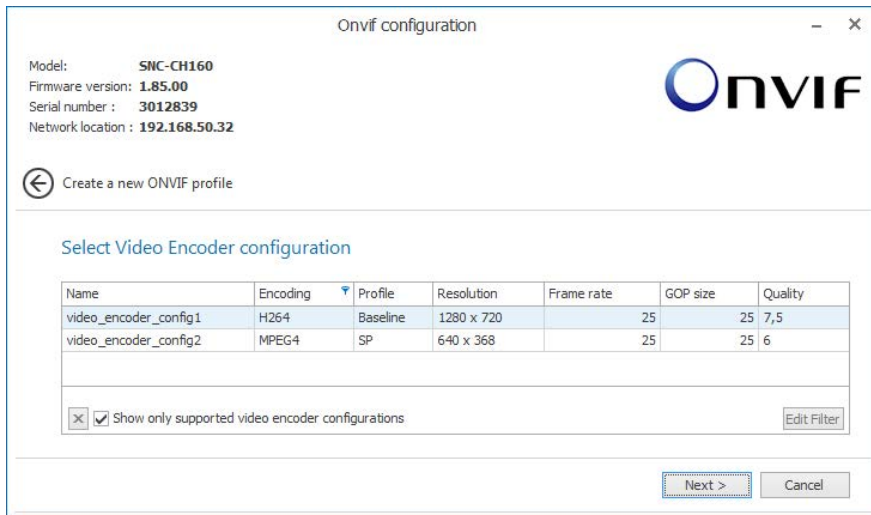 Onvif configuration
Model: SNC-CH160
Firmware version: 1.85.00
Serial number : 3012839
Network location : 192.168.50.32
ONVIF
Create a new ONVIF profile
Select Video Encoder configuration
Name Encoding Profile Resolution Frame rate GOP size Quality
video_encoder_config1 H264 Baseline 1280 x 720 25 25 7,5
video_encoder_config2 MPEG4 SP 640 x 368 25 25 6
Show only supported video encoder configurations Edit Filter
Next > Cancel